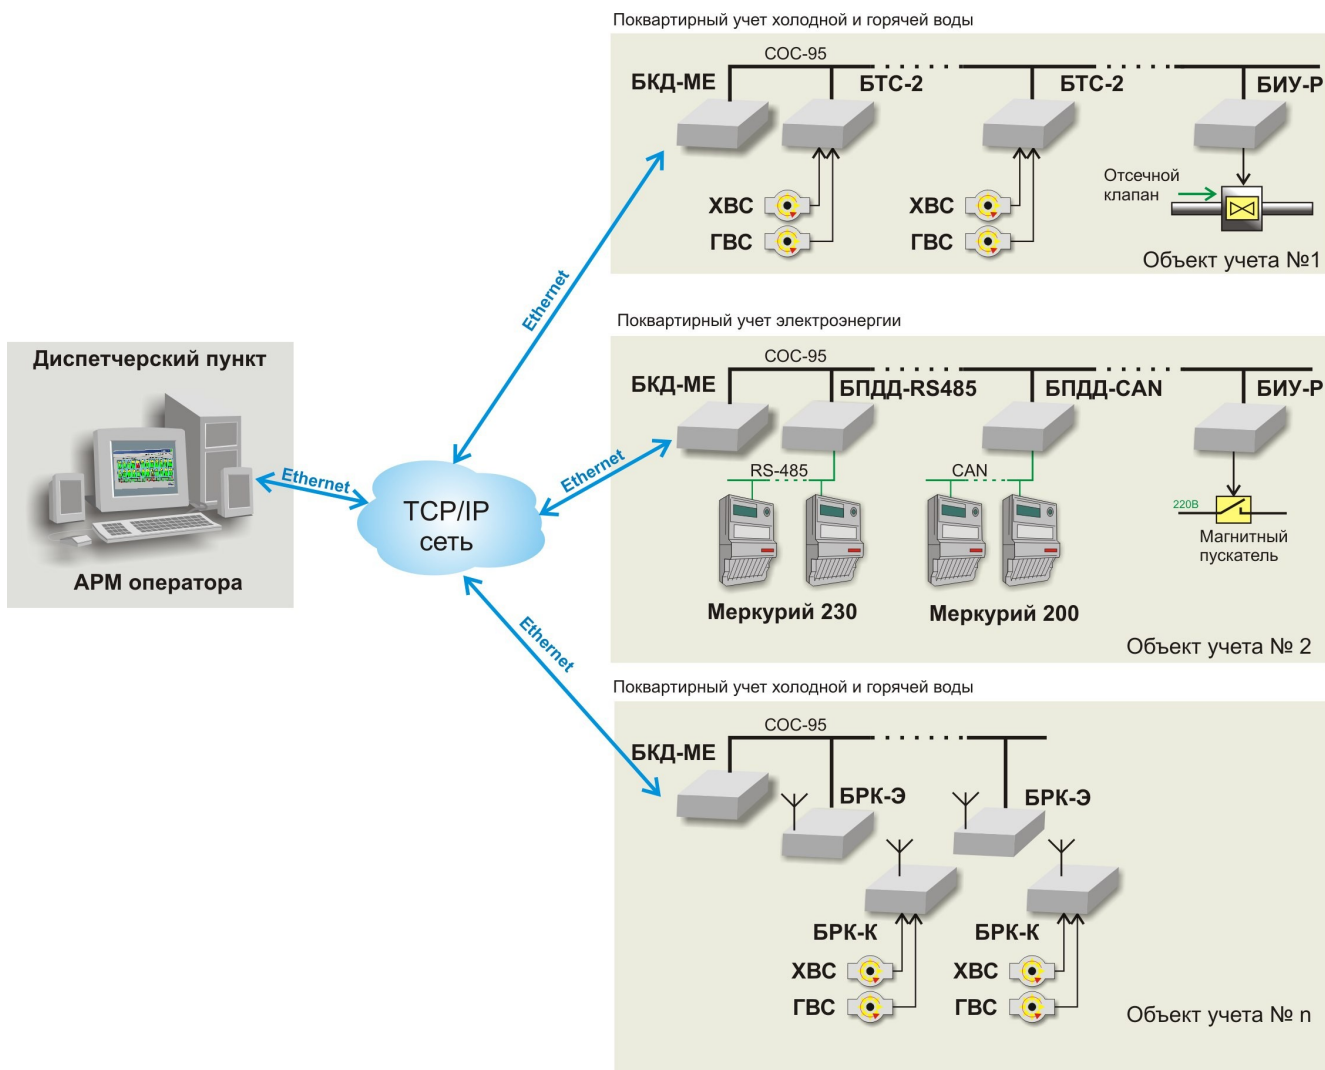 Поквартирный учет холодной и горячей воды
СОС-95
БКД-МЕ
БТС-2
БТС-2
БИУ-Р
Отсечной
клапан
ХВС
ГВС
ХВС
ГВС
Объект учета №1
Ethernet
Поквартирный учет электроэнергии
СОС-95
БКД-МЕ
БПДД-RS485
БПДД-CAN
БИУ-Р
RS-485
CAN
220В
Магнитный
пускатель
Меркурий 230
Меркурий 200
Объект учета № 2
Ethernet
Диспетчерский пункт
АРМ оператора
Ethernet
TCP/IP
сеть
Ethernet
Поквартирный учет холодной и горячей воды
СОС-95
БКД-МЕ
БРК-Э
БРК-Э
БРК-К
БРК-К
ХВС
ГВС
ХВС
ГВС
Объект учета № n